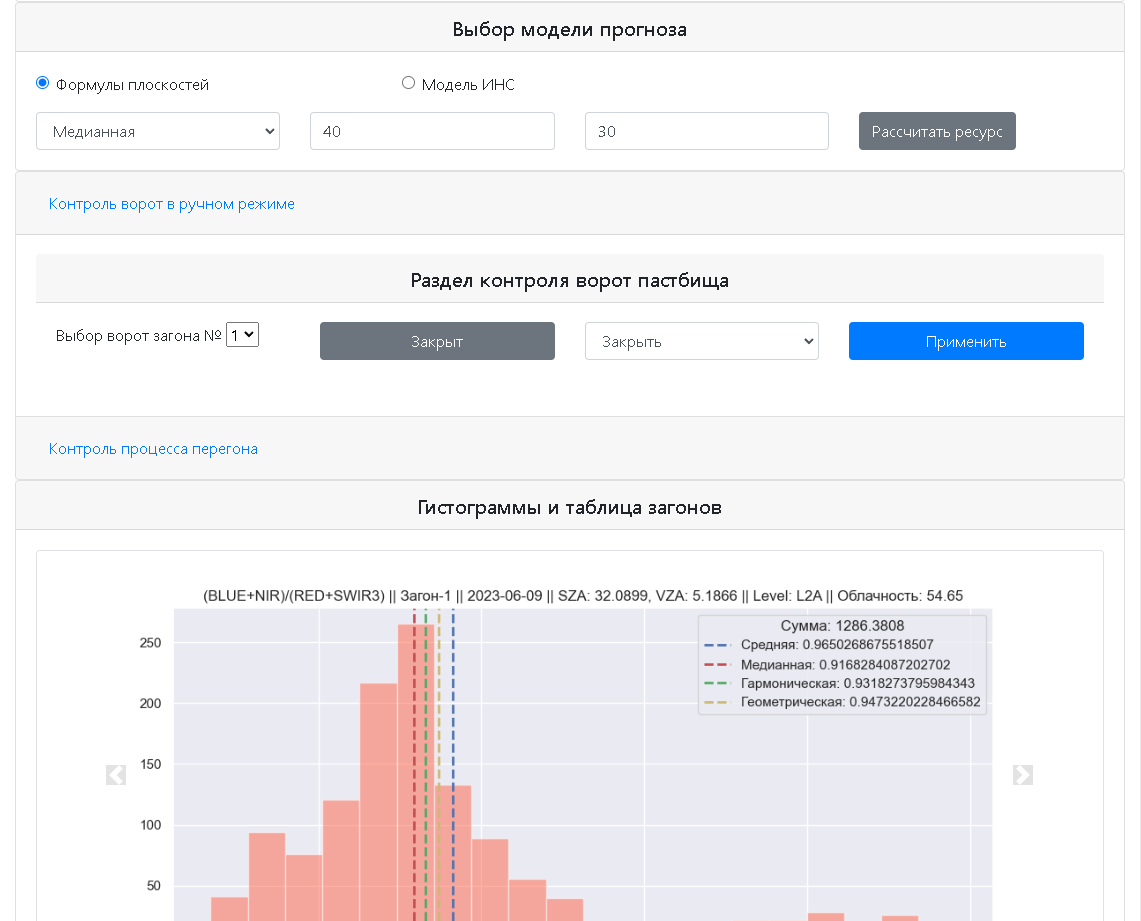 Выбор модели прогноза
Формулы плоскостей Модель ИНС
Медианная 40 30 Рассчитать ресурс
Контроль ворот в ручном режиме
Раздел контроля ворот пастбища
Выбор ворот загона № 1 Закрыт Закрыть Применить
Контроль процесса перегона
Гистограммы и таблица загонов
(BLUE+NIR)/(RED+SWIR3) || Загон-1 || 2023-06-09 || SZA: 32.0899, VZA: 5.1866 || Level: L2A || Облачность: 54.65
Сумма: 1286.3808
Средняя: 0.9650268675518507
Медианная: 0.9168284087202702
Гармоническая: 0.9318273795984343
Геометрическая: 0.9473220228466582
250
200
150
100
50